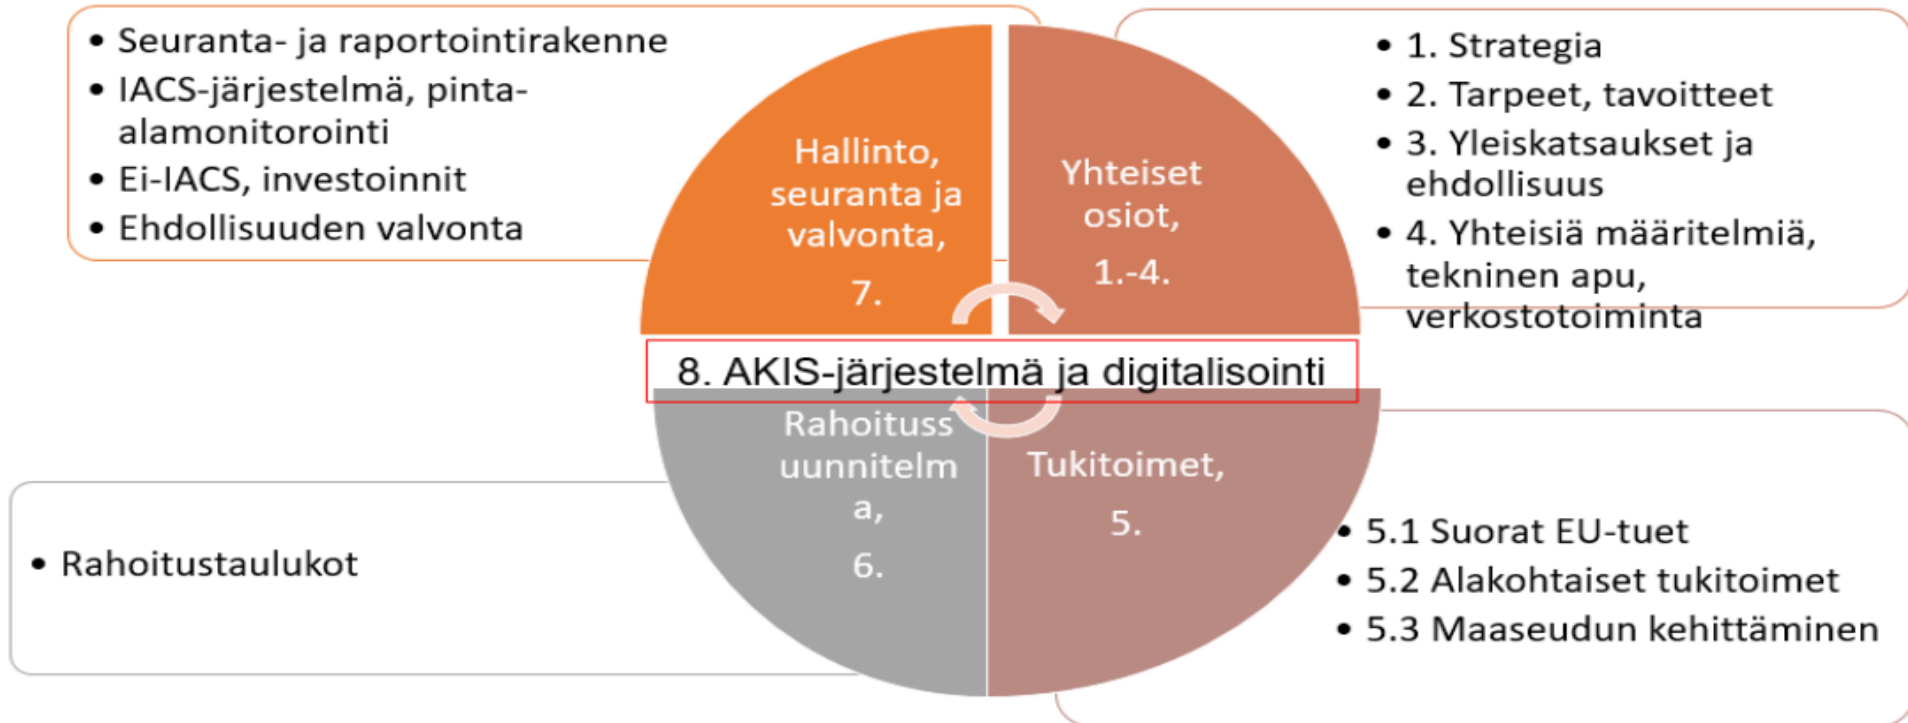 • Seuranta- ja raportointirakenne
• IACS-järjestelmä, pinta-
alamonitorointi
• Ei-IACS, investoinnit
• Ehdollisuuden valvonta
Hallinto,
seuranta ja
valvonta,
7.
Yhteiset
osiot,
1.-4.
• 1. Strategia
• 2. Tarpeet, tavoitteet
• 3. Yleiskatsaukset ja
ehdollisuus
• 4. Yhteisiä määritelmiä,
tekninen apu,
verkostotoiminta
8. AKIS-järjestelmä ja digitalisointi
• Rahoitustaulukot
Rahoituss
uunnitelm
a,
6.
Tukitoimet,
5.
• 5.1 Suorat EU-tuet
• 5.2 Alakohtaiset tukitoimet
• 5.3 Maaseudun kehittäminen